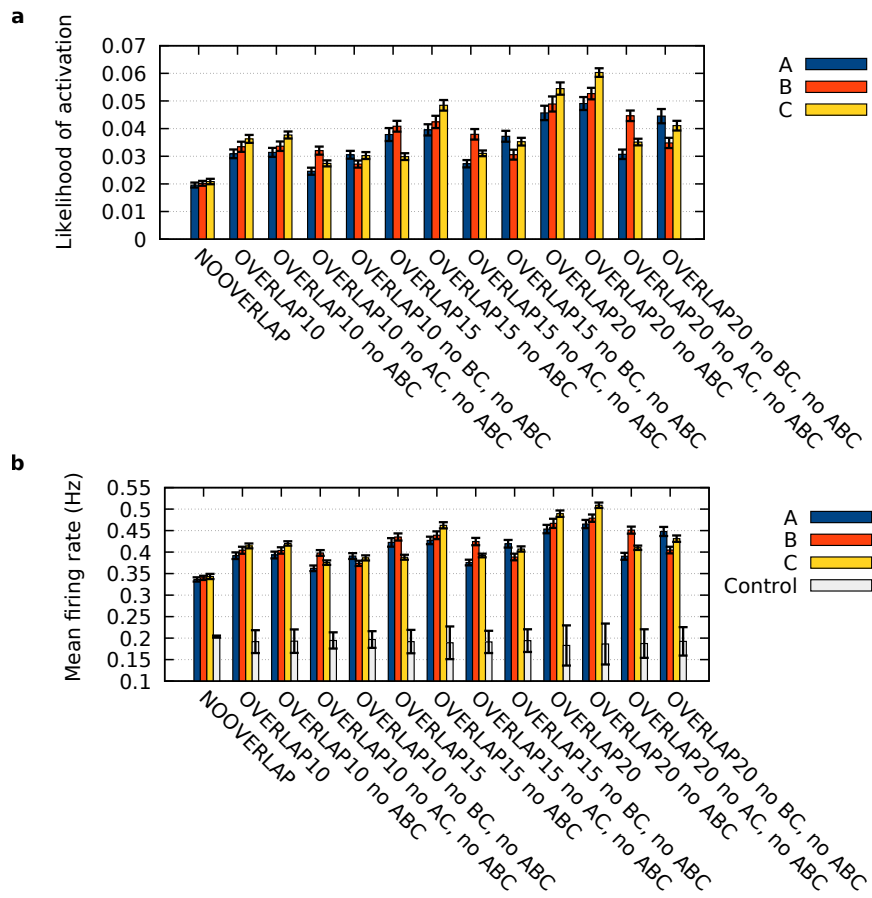 a
Likelihood of activation
0.07
0.06
0.05
0.04
0.03
0.02
0.01
0
A
B
C
NOOVERLAP
OVERLAP10
OVERLAP10 no ABC
OVERLAP10 no AC, no ABC
OVERLAP10 no BC, no ABC
OVERLAP15
OVERLAP15 no ABC
OVERLAP15 no AC, no ABC
OVERLAP15 no BC, no ABC
OVERLAP20
OVERLAP20 no ABC
OVERLAP20 no AC, no ABC
OVERLAP20 no BC, no ABC
b
Mean firing rate (Hz)
0.55
0.5
0.45
0.4
0.35
0.3
0.25
0.2
0.15
0.1
A
B
C
Control
NOOVERLAP
OVERLAP10
OVERLAP10 no ABC
OVERLAP10 no AC, no ABC
OVERLAP10 no BC, no ABC
OVERLAP15
OVERLAP15 no ABC
OVERLAP15 no AC, no ABC
OVERLAP15 no BC, no ABC
OVERLAP20
OVERLAP20 no ABC
OVERLAP20 no AC, no ABC
OVERLAP20 no BC, no ABC